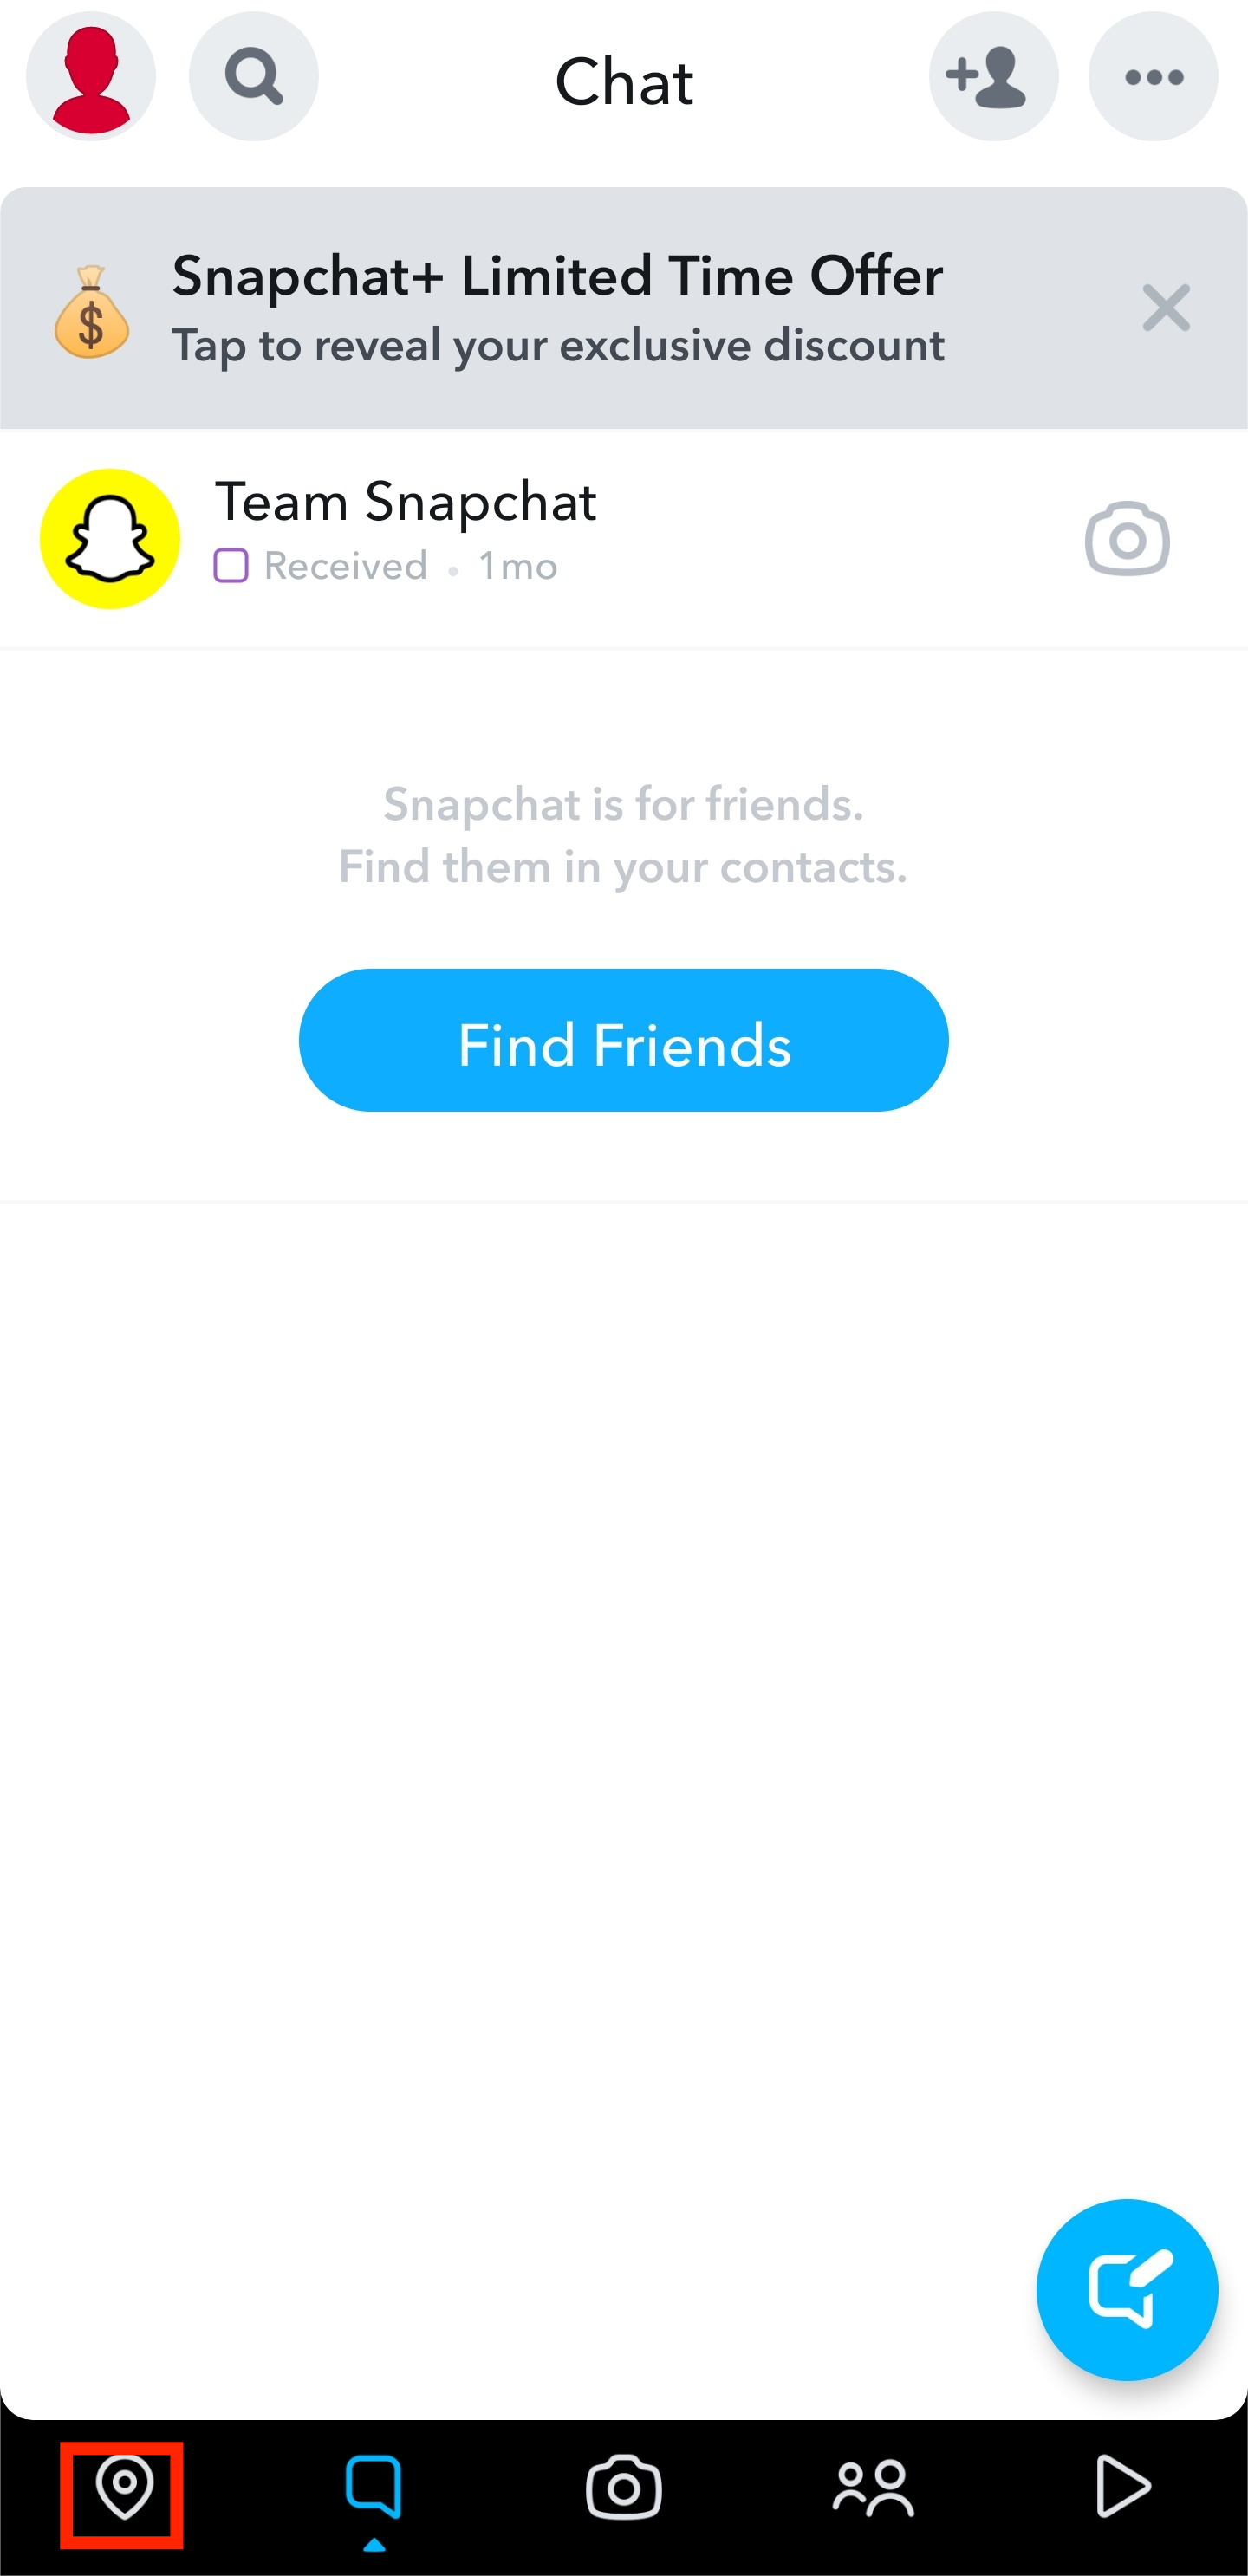 Chat
Snapchat+ Limited Time Offer
Tap to reveal your exclusive discount
Team Snapchat
Received • 1mo
Snapchat is for friends.
Find them in your contacts.
Find Friends